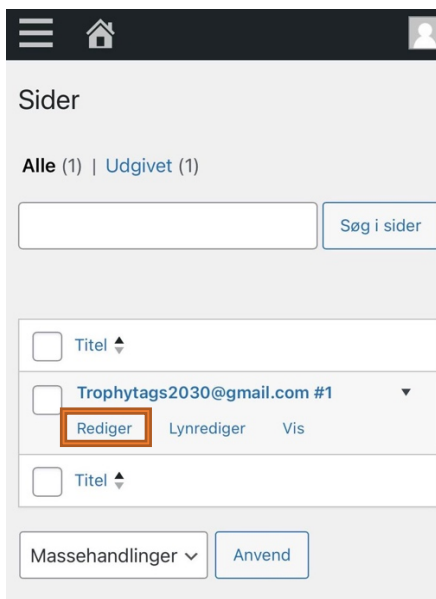 Sider
Alle (1) | Udgivet (1)
Søg i sider
Titel
Trophytags2030@gmail.com #1
Rediger Lynrediger Vis
Titel
Massehandlinger Anvend